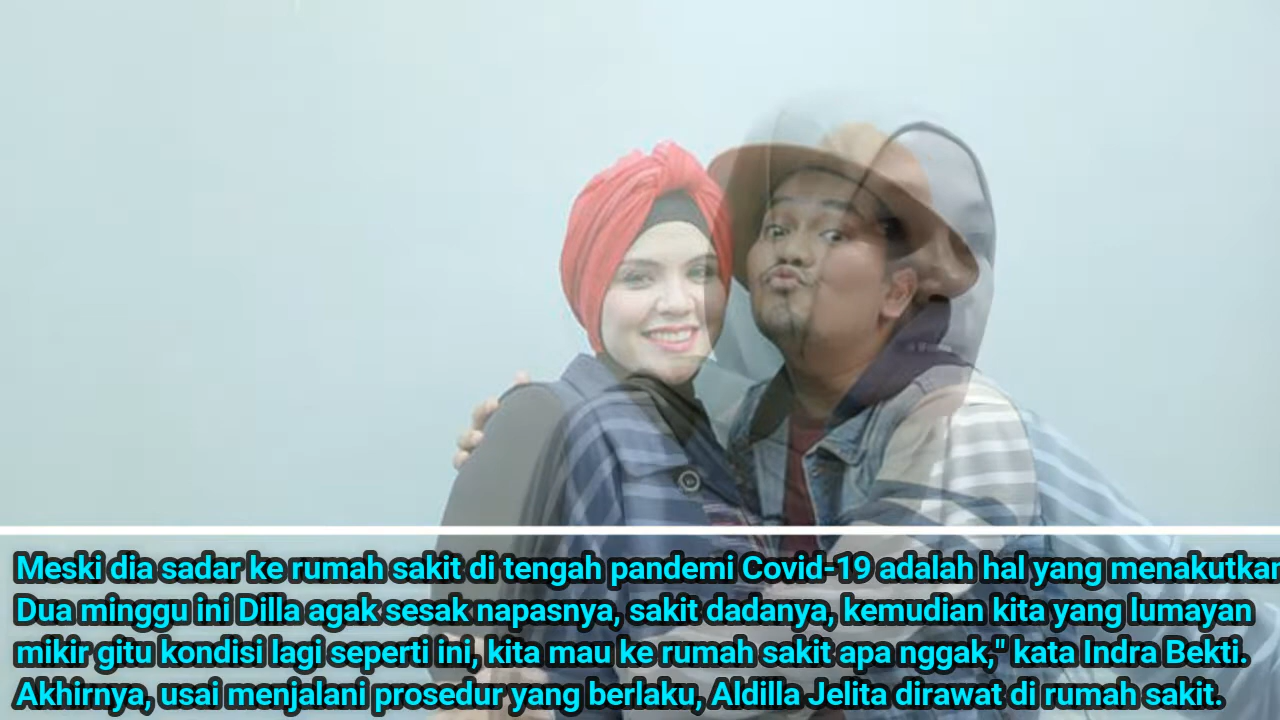 Meski dia sadar ke rumah sakit di tengah pandemi Covid-19 adalah hal yang menakutkan
Dua minggu ini Dilla agak sesak napasnya, sakit dadanya, kemudian kita yang lumayan
mikir gitu kondisi lagi seperti ini, kita mau ke rumah sakit apa nggak," kata Indra Bekti.
Akhirnya, usai menjalani prosedur yang berlaku, Aldilla Jelita dirawat di rumah sakit.